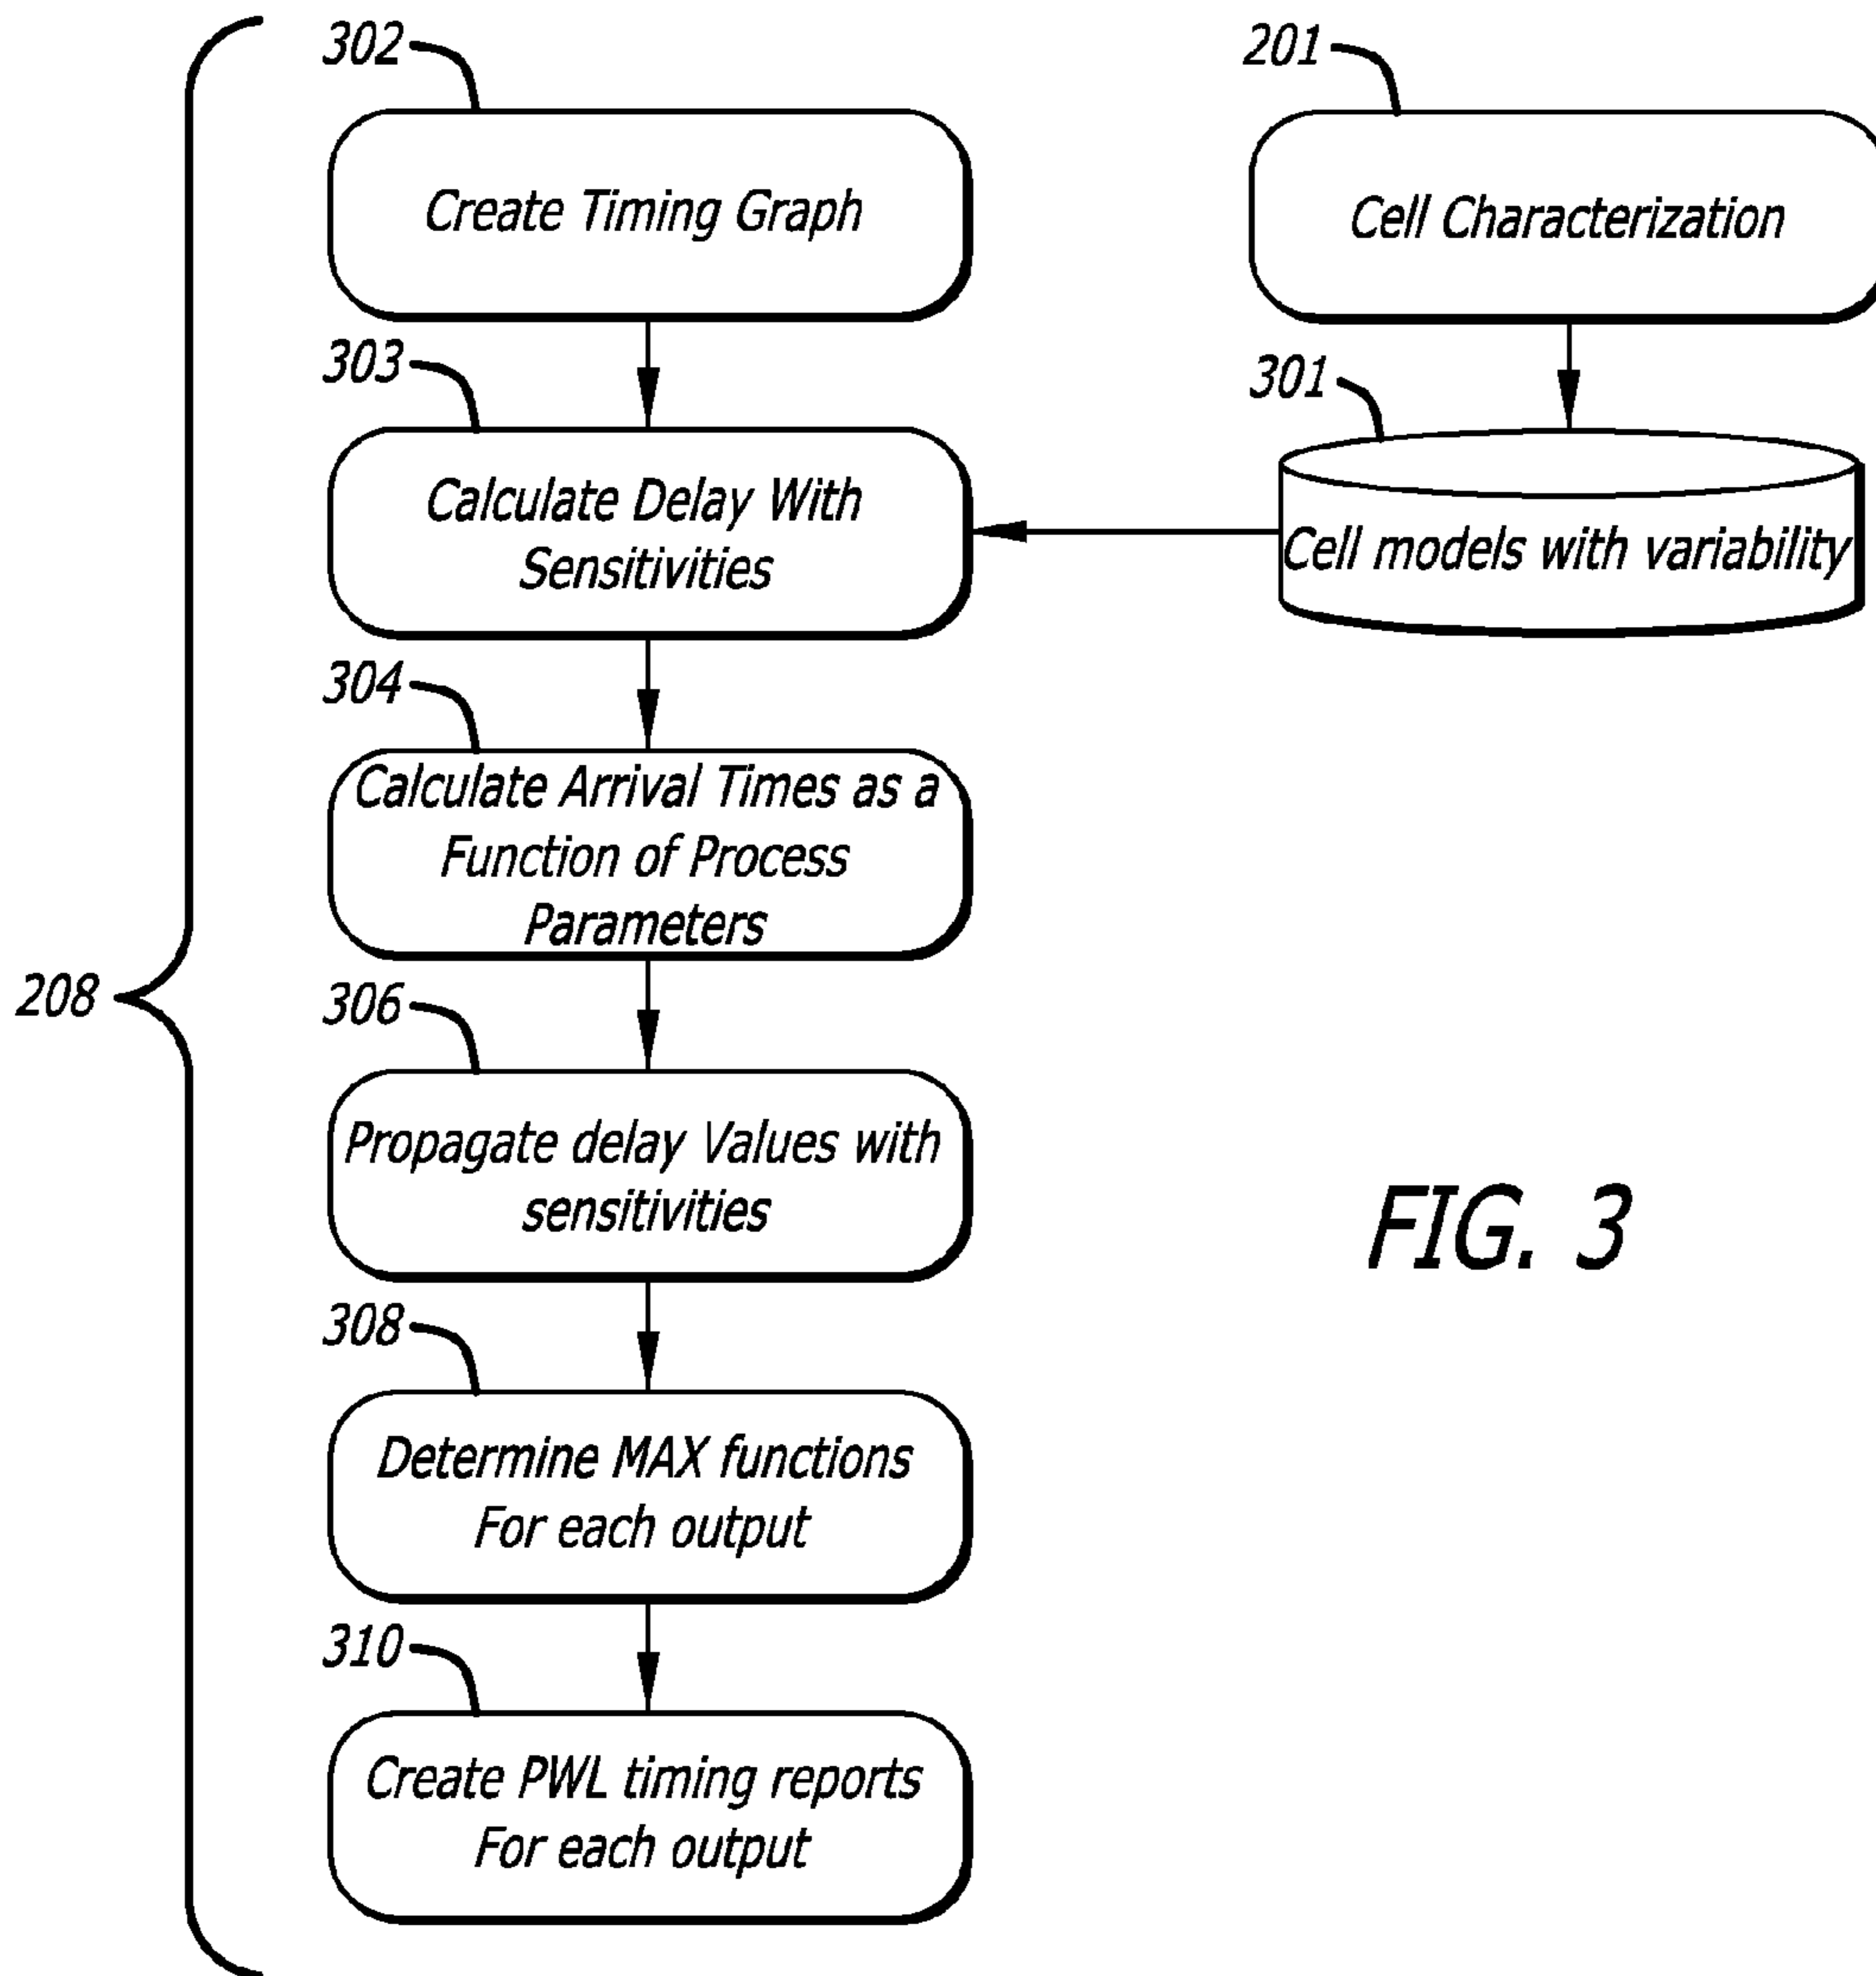 302
Create Timing Graph
201
Cell Characterization
303
Calculate Delay With
Sensitivities
301
Cell models with variability
304
Calculate Arrival Times as a
Function of Process
Parameters
208
306
Propagate delay Values with
sensitivities
308
Determine MAX functions
For each output
310
Create PWL timing reports
For each output
FIG. 3